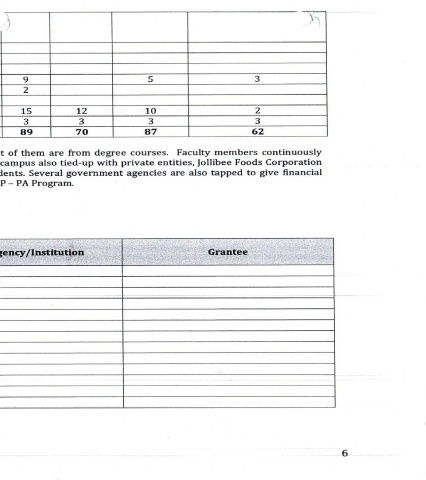 9 5 3
2
15 12 10 2
3 3 3 3
89 70 87 62
t of them are from degree courses. Faculty members continuously
campus also tied-up with private entities, Jollibee Foods Corporation
dents. Several government agencies are also tapped to give financial
P – PA Program.
gency/Institution Grantee
6